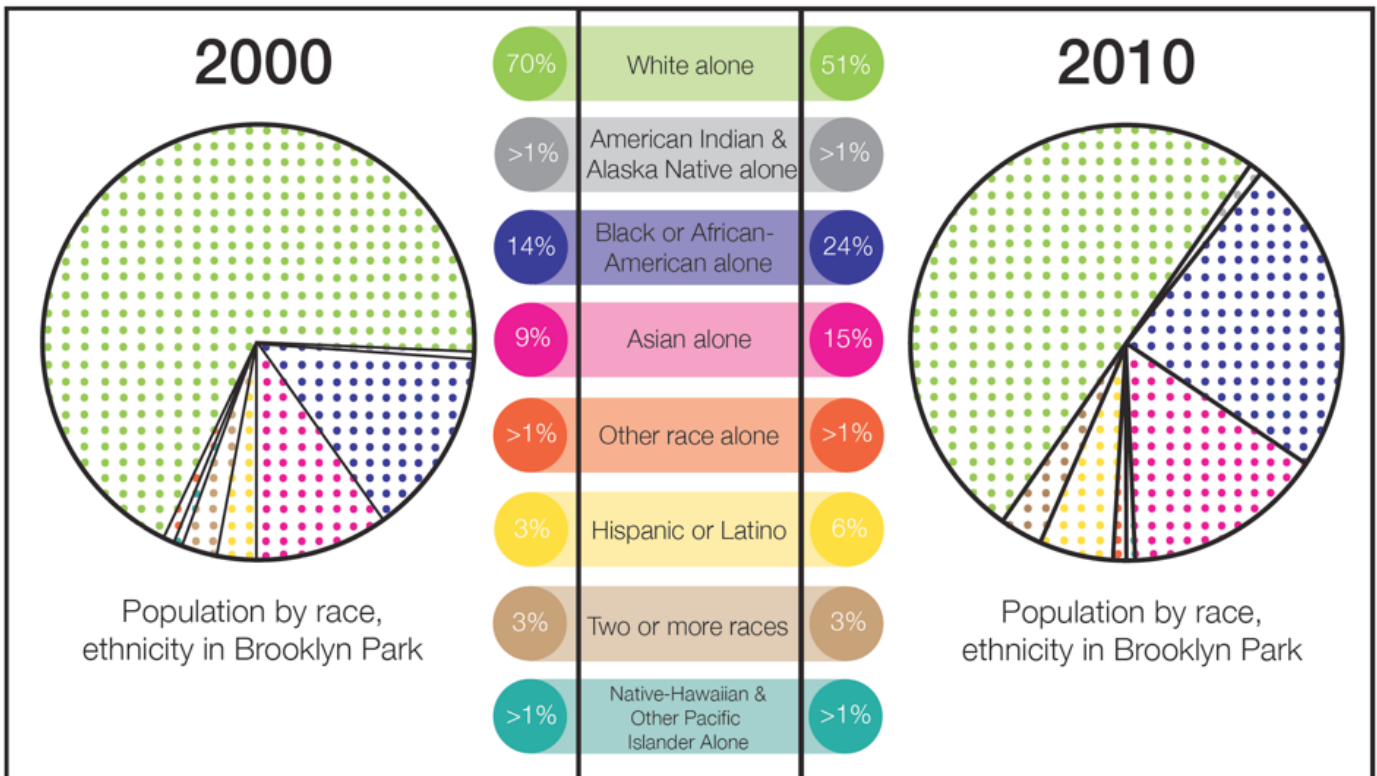 2000
70%
White alone
51%
2010
>1%
American Indian &
Alaska Native alone
>1%
14%
Black or African-
American alone
24%
9%
Asian alone
15%
>1%
Other race alone
>1%
3%
Hispanic or Latino
6%
3%
Two or more races
3%
>1%
Native-Hawaiian &
Other Pacific
Islander Alone
>1%
Population by race,
ethnicity in Brooklyn Park
Population by race,
ethnicity in Brooklyn Park